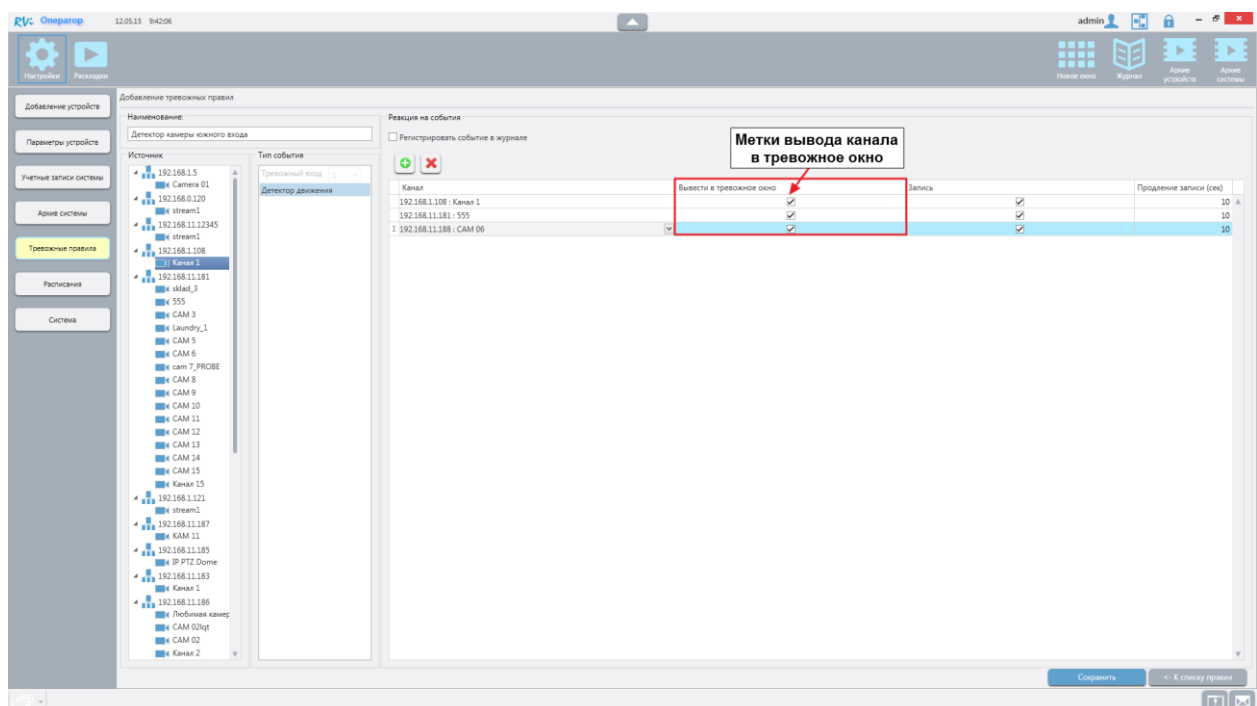 RVi Оператор 12.05.15 9:42:06 admin
Настройки Раскладки Новое окно Журнал Архив устройств Архив системы
Добавление устройств
Параметры устройств
Учетные записи системы
Архив системы
Тревожные правила
Расписания
Система
Добавление тревожных правил
Наименование:
Детектор камеры южного входа
Источник
192.168.1.5
Camera 01
192.168.0.120
stream1
192.168.11.12345
stream1
192.168.1.108
Канал 1
192.168.11.181
sklad_3
555
CAM 3
Laundry_1
CAM 5
CAM 6
cam 7_PROBE
CAM 8
CAM 9
CAM 10
CAM 11
CAM 12
CAM 13
CAM 14
CAM 15
Канал 15
192.168.1.121
stream1
192.168.11.187
KAM 11
192.168.11.185
IP PTZ Dome
192.168.11.183
Канал 1
192.168.11.186
Любимая камер
CAM 02lqt
CAM 02
Канал 2
Тип события
Тревожный вход 1
Детектор движения
Реакция на события
Регистрировать событие в журнале
Метки вывода канала
в тревожное окно
Канал Вывести в тревожное окно Запись Продление записи (сек)
192.168.1.108 : Канал 1 10
192.168.11.181 : 555 10
192.168.11.188 : CAM 06 10
Сохранить <- К списку правил